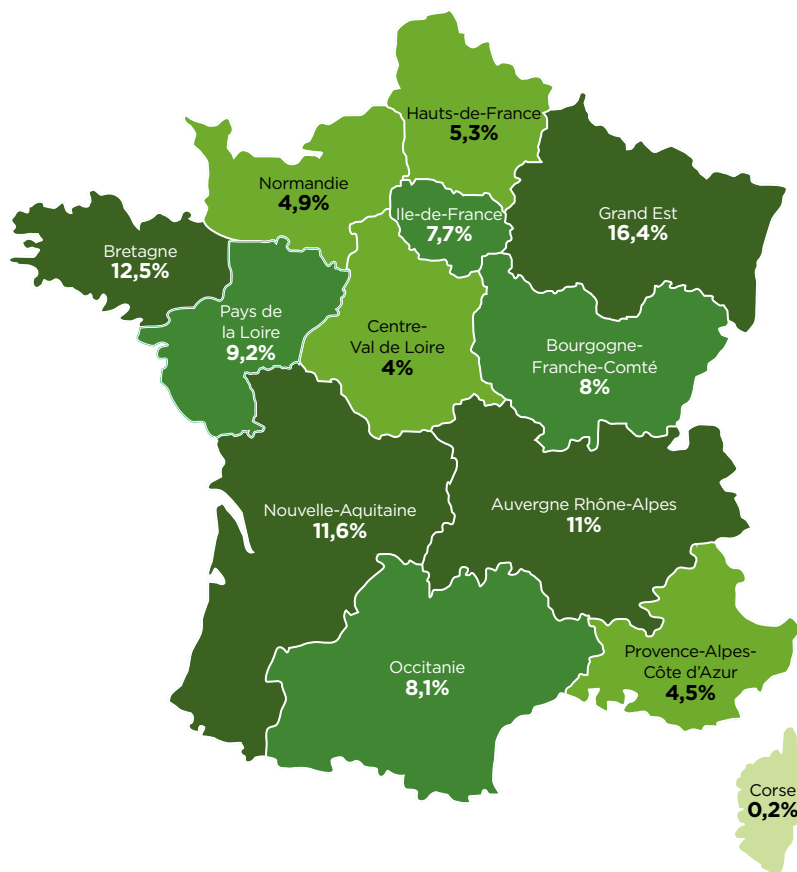 Hauts-de-France
5,3%
Normandie
4,9%
Ile-de-France
7,7%
Grand Est
16,4%
Bretagne
12,5%
Pays de
la Loire
9,2%
Centre-
Val de Loire
4%
Bourgogne-
Franche-Comté
8%
Nouvelle-Aquitaine
11,6%
Auvergne Rhône-Alpes
11%
Occitanie
8,1%
Provence-Alpes-
Côte d'Azur
4,5%
Corse
0,2%